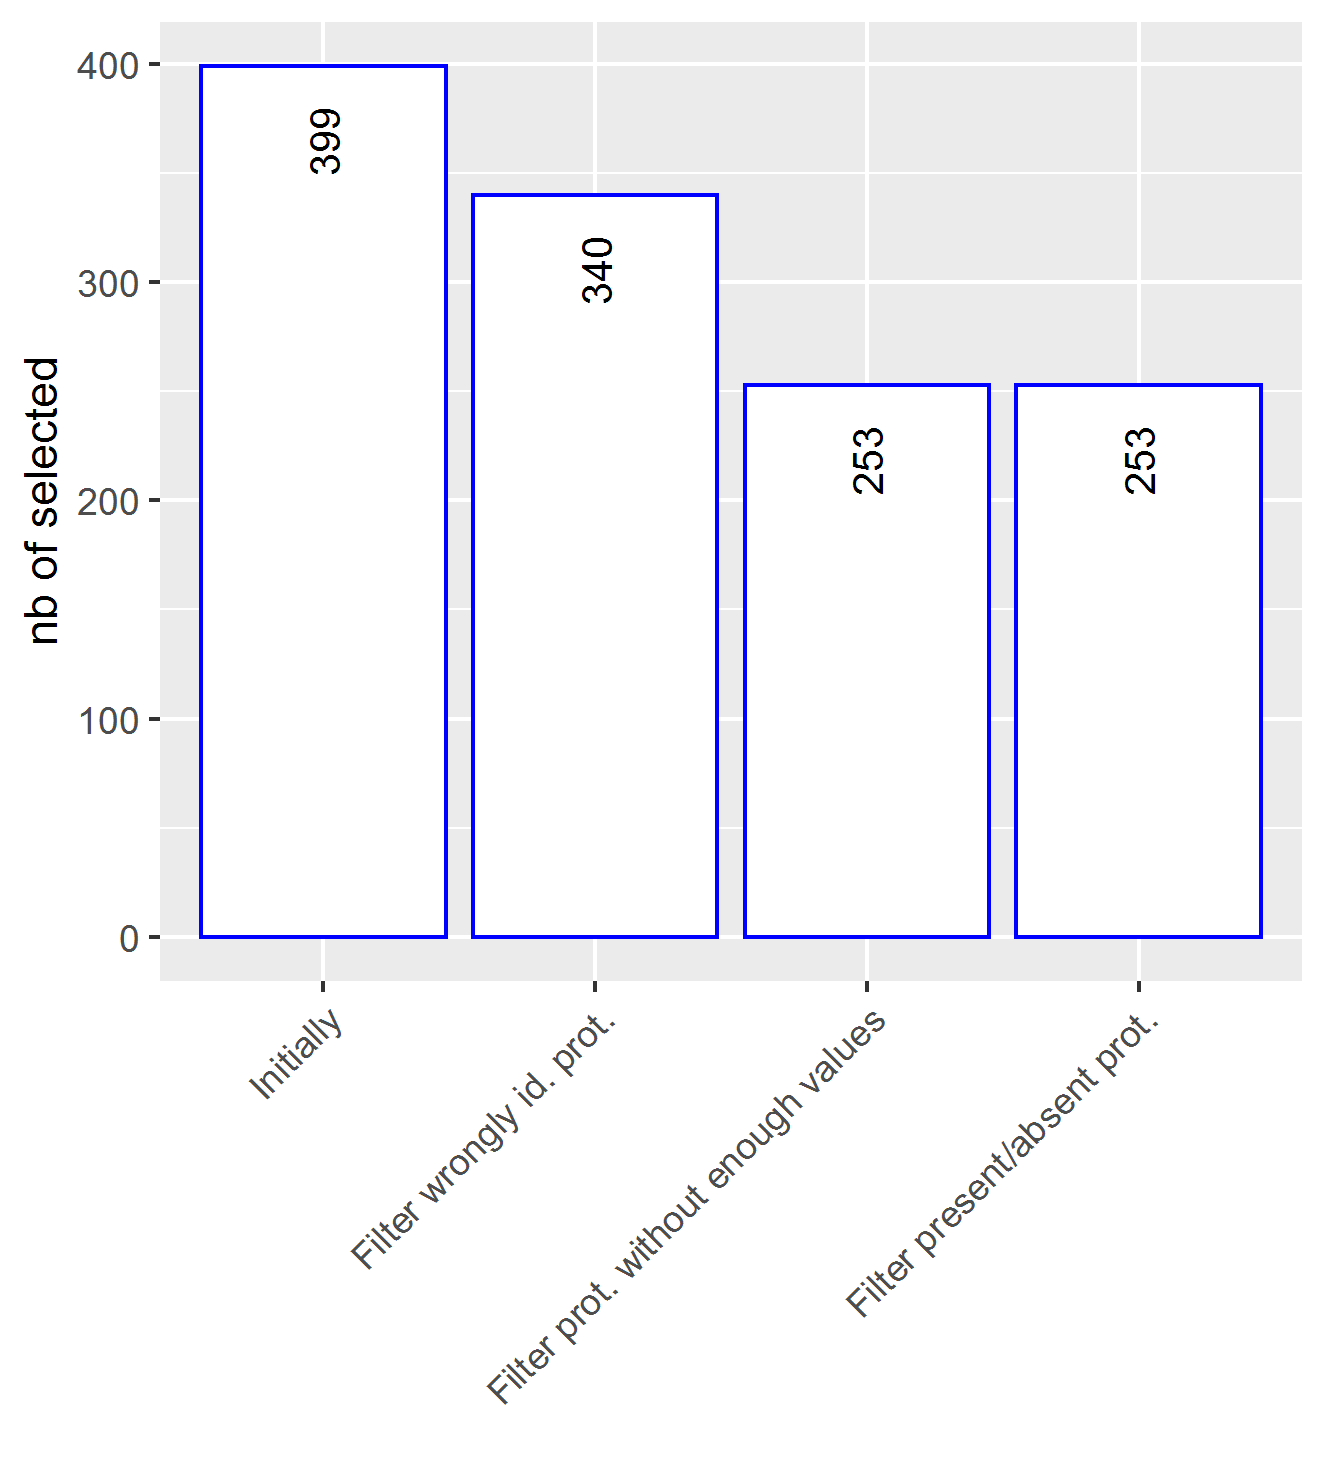 nb of selected
400
300
200
100
0
399
340
253
253
Initially
Filter wrongly id. prot.
Filter prot. without enough values
Filter present/absent prot.